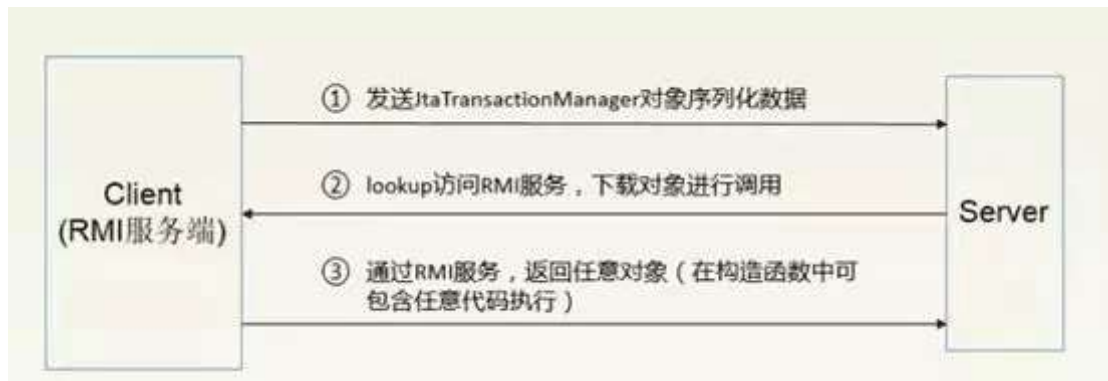 ① 发送JtaTransactionManager对象序列化数据
② lookup访问RMI服务，下载对象进行调用
Client
(RMI服务端)
Server
③ 通过RMI服务，返回任意对象（在构造函数中可
包含任意代码执行）